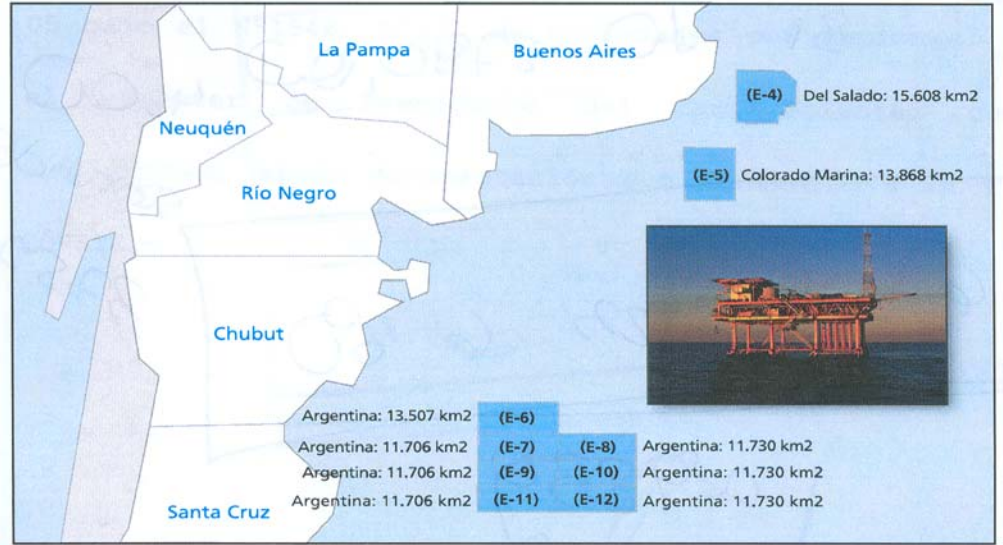 La Pampa
Buenos Aires
(E-4) Del Salado: 15.608 km2
Neuquén
(E-5) Colorado Marina: 13.868 km2
Río Negro
Chubut
Argentina: 13.507 km2 (E-6)
Argentina: 11.706 km2 (E-7) (E-8) Argentina: 11.730 km2
Argentina: 11.706 km2 (E-9) (E-10) Argentina: 11.730 km2
Argentina: 11.706 km2 (E-11) (E-12) Argentina: 11.730 km2
Santa Cruz